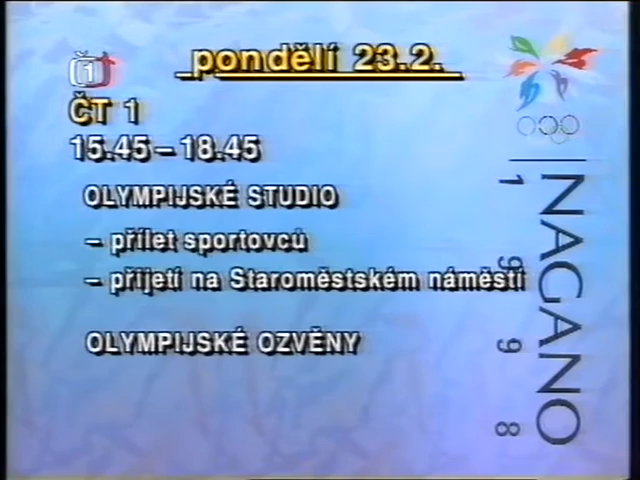 pondělí 23.2.
ČT 1
15.45 – 18.45
OLYMPIJSKÉ STUDIO
– přílet sportovců
– přijetí na Staroměstském náměstí
OLYMPIJSKÉ OZVĚNY
1
NAGANO
1998